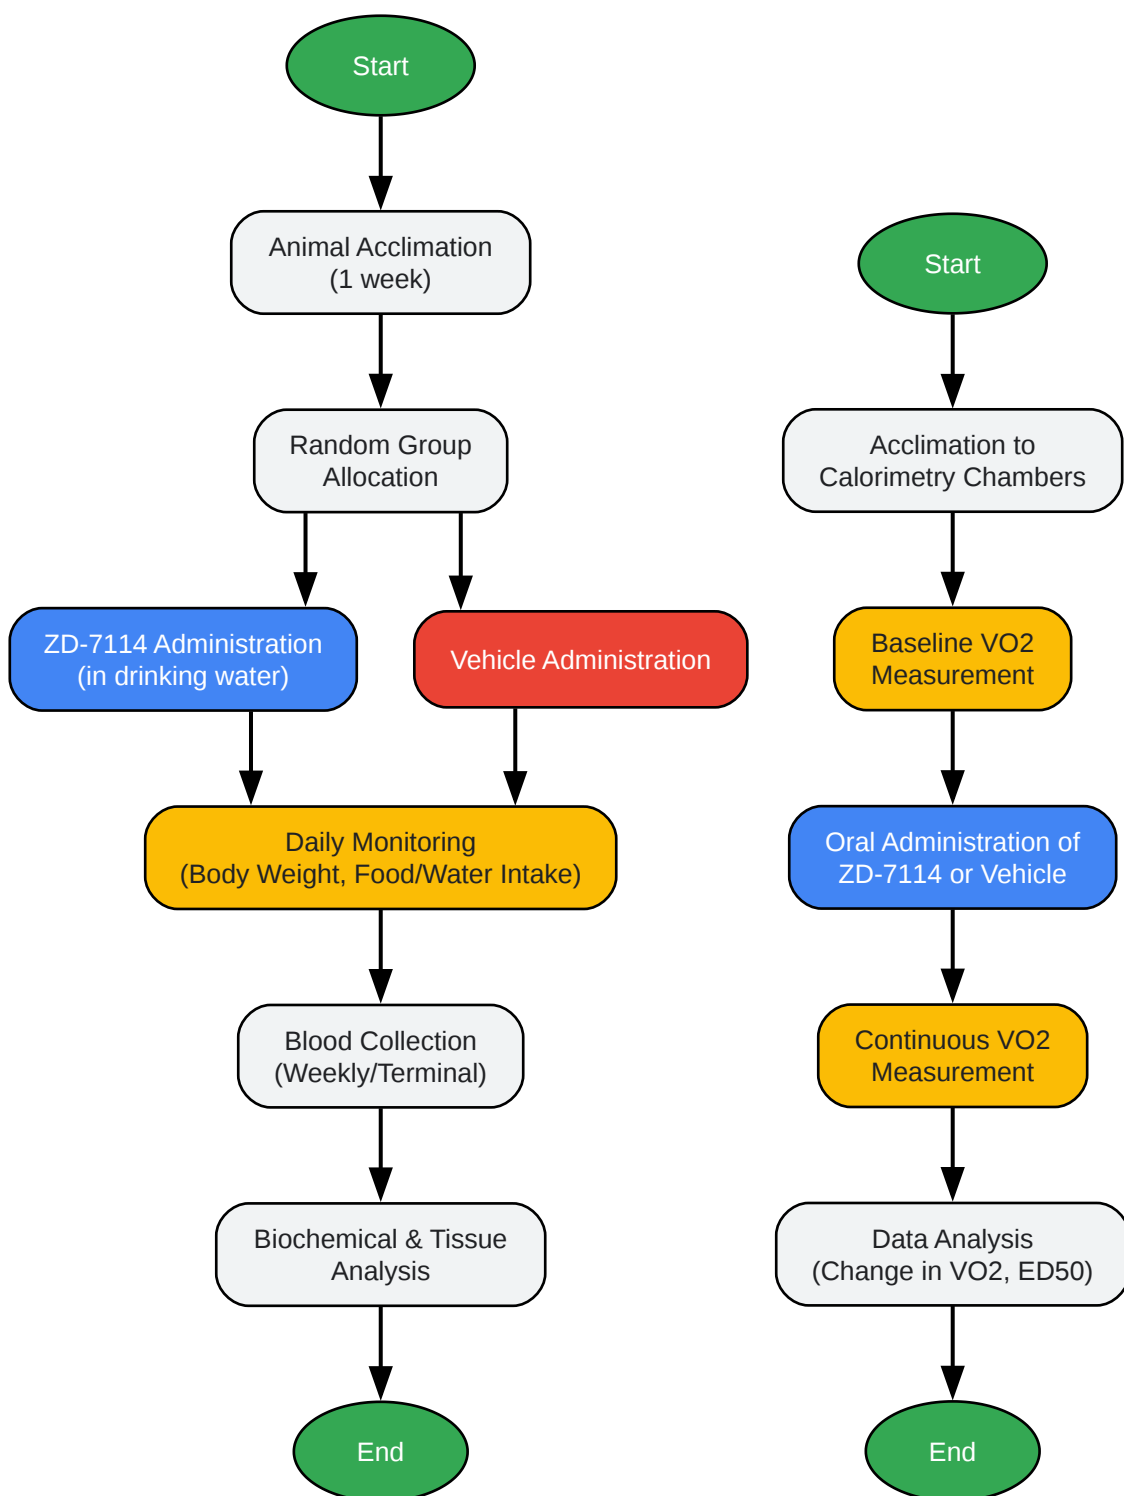 Start
Animal Acclimation
(1 week)
Random Group
Allocation
ZD-7114 Administration
(in drinking water)
Vehicle Administration
Daily Monitoring
(Body Weight, Food/Water Intake)
Blood Collection
(Weekly/Terminal)
Biochemical & Tissue
Analysis
End
Start
Acclimation to
Calorimetry Chambers
Baseline VO2
Measurement
Oral Administration of
ZD-7114 or Vehicle
Continuous VO2
Measurement
Data Analysis
(Change in VO2, ED50)
End